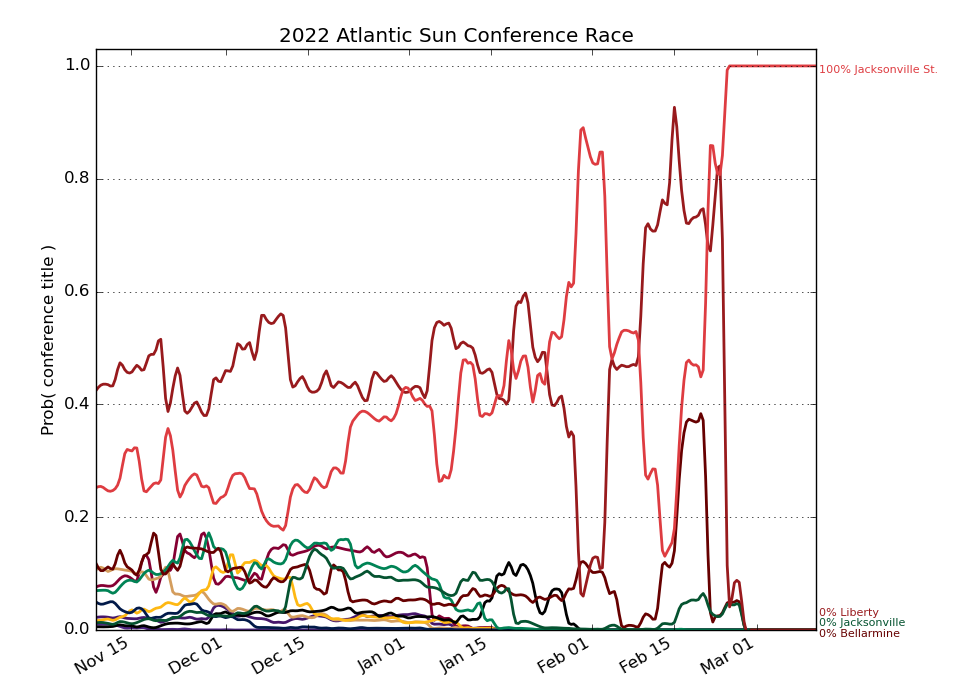 2022 Atlantic Sun Conference Race
Prob( conference title )
1.0
0.8
0.6
0.4
0.2
0.0
Nov 15
Dec 01
Dec 15
Jan 01
Jan 15
Feb 01
Feb 15
Mar 01
100% Jacksonville St.
0% Liberty
0% Jacksonville
0% Bellarmine